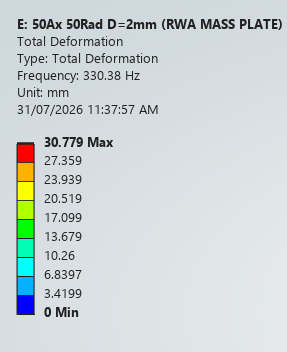 E: 50Ax 50Rad D=2mm (RWA MASS PLATE)
Total Deformation
Type: Total Deformation
Frequency: 330.38 Hz
Unit: mm
31/07/2026 11:37:57 AM
30.779 Max
27.359
23.939
20.519
17.099
13.679
10.26
6.8397
3.4199
0 Min